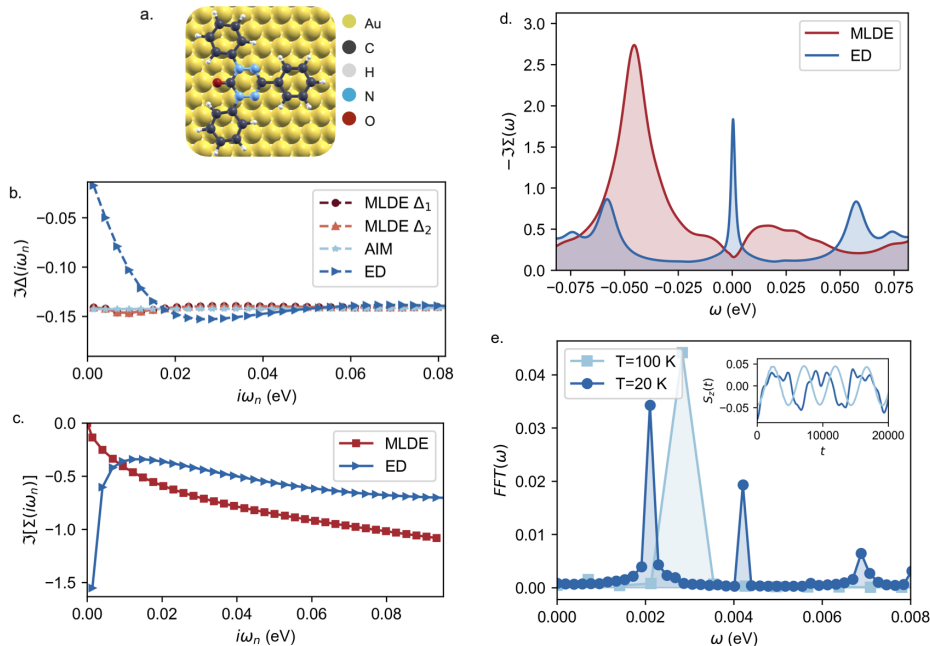 a.
Au
C
H
N
O
b.
−0.05
−0.10
−0.15
ℑΔ(iωₙ)
MLDE Δ₁
MLDE Δ₂
AIM
ED
0.00 0.02 0.04 0.06 0.08
iωₙ (eV)
c.
0.0
−0.5
−1.0
−1.5
ℑ[Σ(iωₙ)]
MLDE
ED
0.00 0.02 0.04 0.06 0.08
iωₙ (eV)
d.
3.0
2.5
2.0
1.5
1.0
0.5
0.0
−ℑΣ(ω)
MLDE
ED
−0.075 −0.050 −0.025 0.000 0.025 0.050 0.075
ω (eV)
e.
0.04
0.03
0.02
0.01
0.00
FFT(ω)
T=100 K
T=20 K
0.05
0.00
−0.05
S_z(t)
0 10000 20000
t
0.000 0.002 0.004 0.006 0.008
ω (eV)